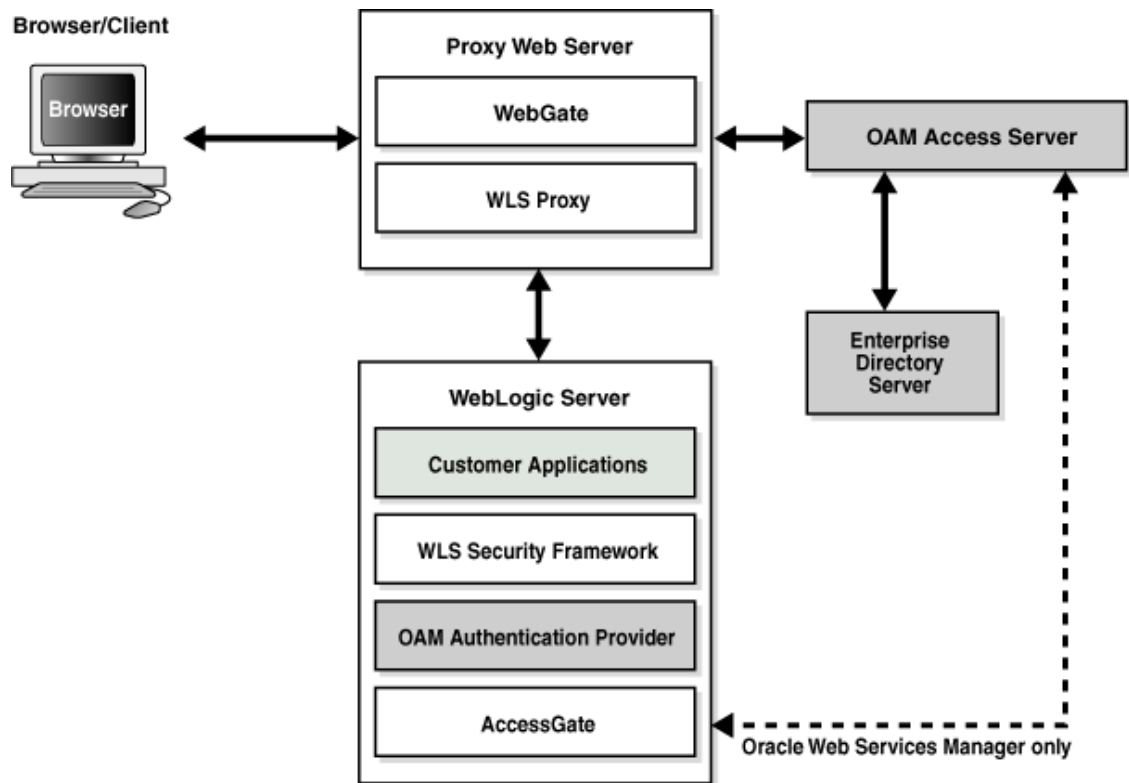 Browser/Client
Browser
Proxy Web Server
WebGate
WLS Proxy
OAM Access Server
Enterprise
Directory
Server
WebLogic Server
Customer Applications
WLS Security Framework
OAM Authentication Provider
AccessGate
Oracle Web Services Manager only